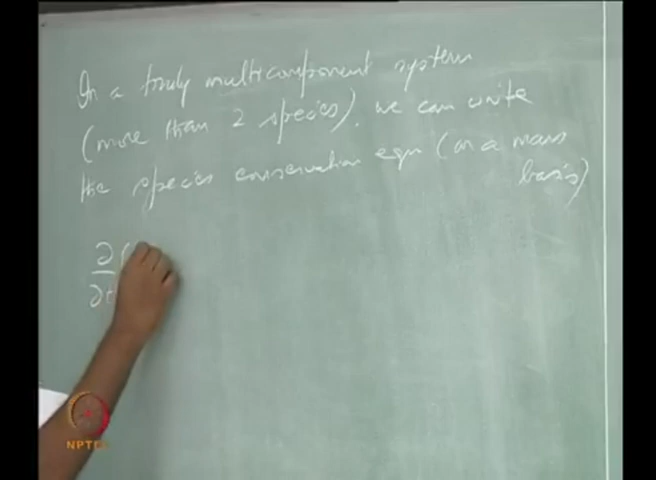 In a truly multicomponent system
(more than 2 species), we can write
the species conservation eqn (on a mass
basis)
∂(
∂t
NPTEL